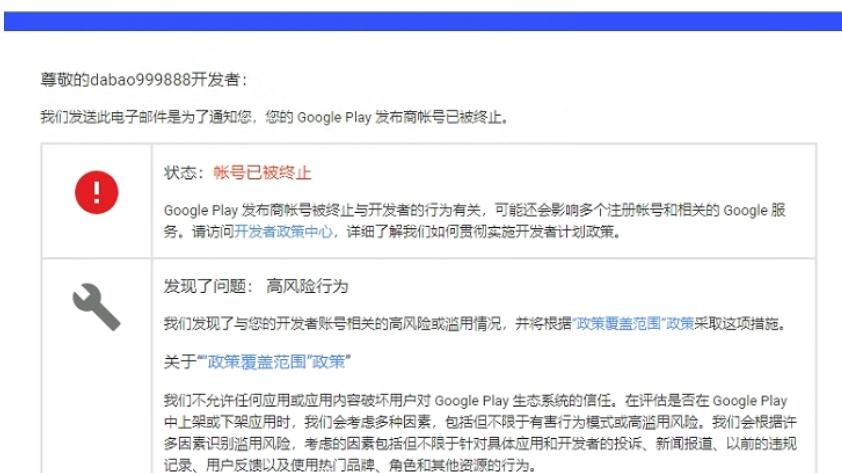 尊敬的dabao999888开发者：
我们发送此电子邮件是为了通知您，您的 Google Play 发布商帐号已被终止。
状态：帐号已被终止
Google Play 发布商帐号被终止与开发者的行为有关，可能还会影响多个注册帐号和相关的 Google 服
务。请访问开发者政策中心，详细了解我们如何贯彻实施开发者计划政策。
发现了问题： 高风险行为
我们发现了与您的开发者账号相关的高风险或滥用情况，并将根据“政策覆盖范围”政策采取这项措施。
关于“"政策覆盖范围"政策”
我们不允许任何应用或应用内容破坏用户对 Google Play 生态系统的信任。在评估是否在 Google Play
中上架或下架应用时，我们会考虑多种因素，包括但不限于有害行为模式或高滥用风险。我们会根据许
多因素识别滥用风险，考虑的因素包括但不限于针对具体应用和开发者的投诉、新闻报道、以前的违规
记录、用户反馈以及使用热门品牌、角色和其他资源的行为。